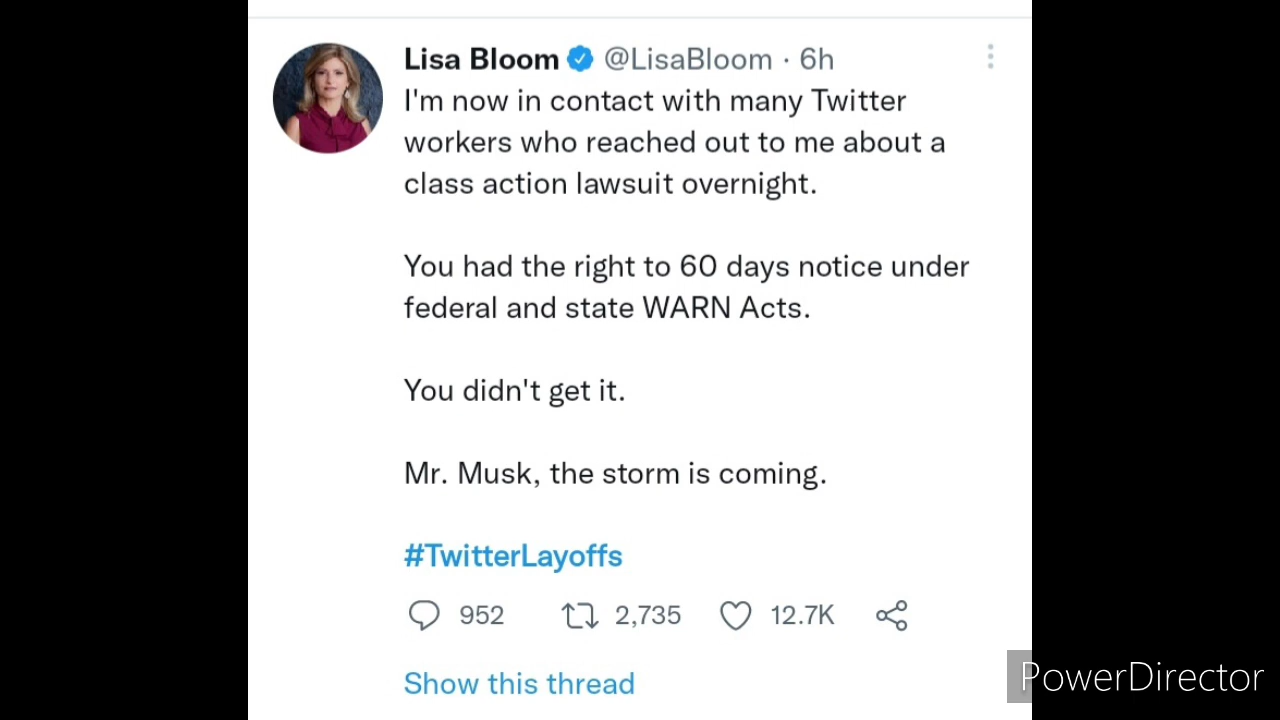 Lisa Bloom @LisaBloom · 6h
I'm now in contact with many Twitter
workers who reached out to me about a
class action lawsuit overnight.
You had the right to 60 days notice under
federal and state WARN Acts.
You didn't get it.
Mr. Musk, the storm is coming.
#TwitterLayoffs
952 2,735 12.7K
Show this thread
PowerDirector